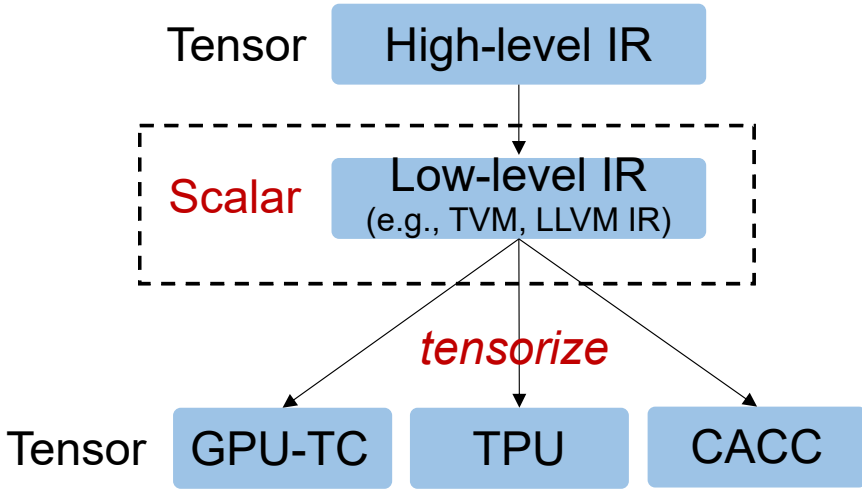 Tensor High-level IR
Scalar Low-level IR
(e.g., TVM, LLVM IR)
tensorize
Tensor GPU-TC TPU CACC